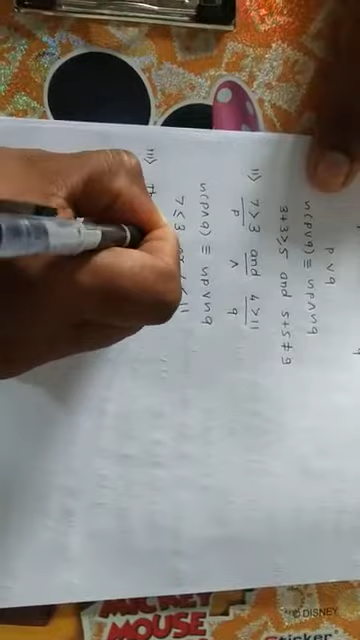 p ∨ q
~(p∨q) ≡ ~p∧~q
3+3≥5 and 5+5≠9
ii> 7>3 and 4>11
p ∧ q
~(p∧q) ≡ ~p∨~q
7≤3
11
iii>
©DISNEY
MICKEY
MOUSE
Sticker